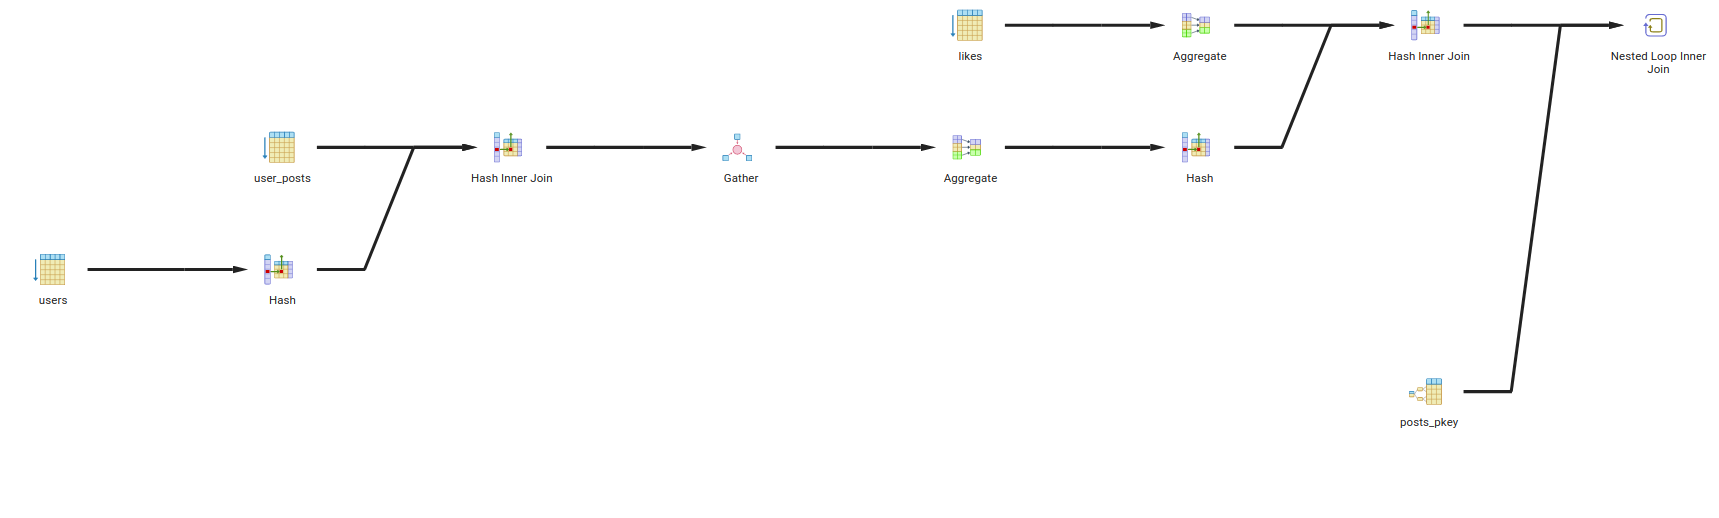 likes
Aggregate
Hash Inner Join
Nested Loop Inner
Join
user_posts
Hash Inner Join
Gather
Aggregate
Hash
users
Hash
posts_pkey